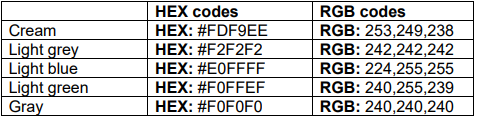 HEX codes RGB codes
Cream HEX: #FDF9EE RGB: 253,249,238
Light grey HEX: #F2F2F2 RGB: 242,242,242
Light blue HEX: #E0FFFF RGB: 224,255,255
Light green HEX: #F0FFEF RGB: 240,255,239
Gray HEX: #F0F0F0 RGB: 240,240,240